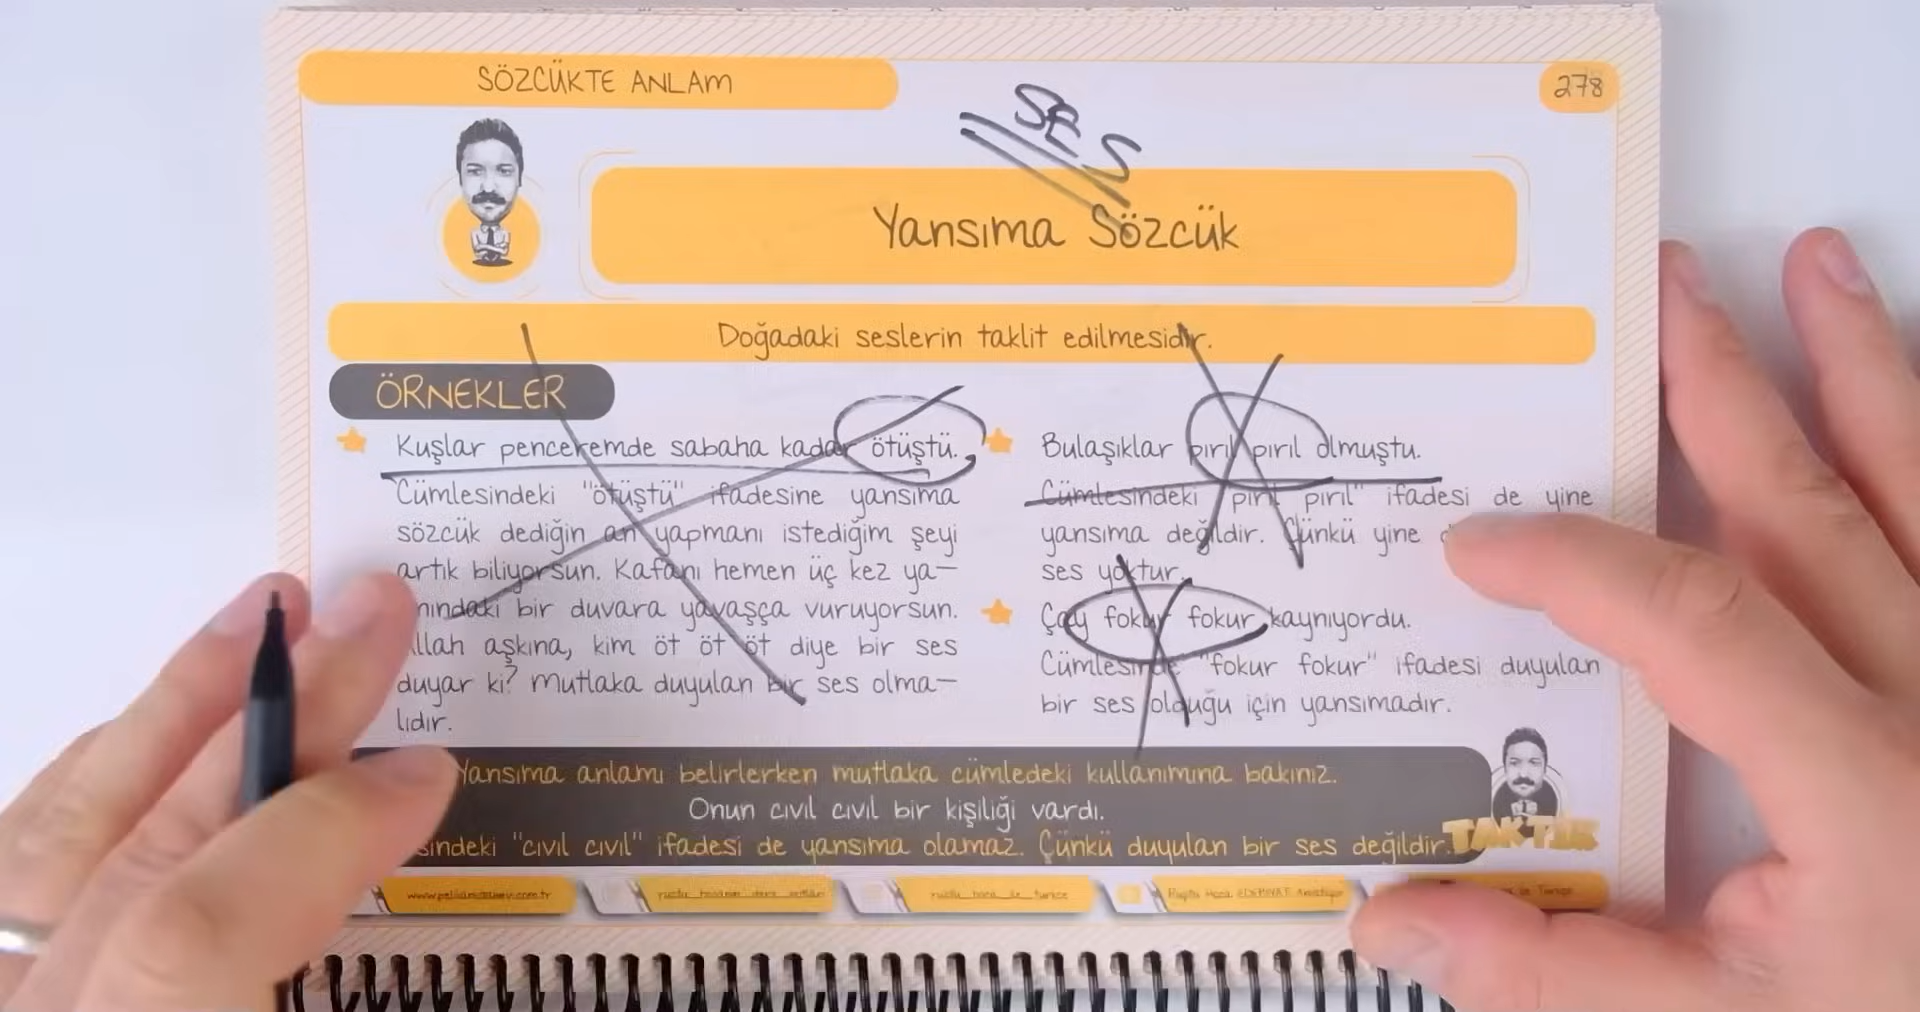 SÖZCÜKTE ANLAM
278
SES
Yansıma Sözcük
Doğadaki seslerin taklit edilmesidir.
ÖRNEKLER
Kuşlar penceremde sabaha kadar ötüştü.
Cümlesindeki "ötüştü" ifadesine yansıma
sözcük dediğin an yapmanı istediğim şeyi
artık biliyorsun. Kafanı hemen üç kez ya-
nındaki bir duvara yavaşça vuruyorsun.
aşkına, kim öt öt öt diye bir ses
duyar ki? Mutlaka duyulan bir ses olma-
lıdır.
Bulaşıklar pırıl pırıl olmuştu.
Cümlesindeki "pırıl pırıl" ifadesi de yine
yansıma değildir. Çünkü yine
ses yoktur.
Çay fokur fokur kaynıyordu.
Cümlesinde "fokur fokur" ifadesi duyulan
bir ses olduğu için yansımadır.
Yansıma anlamı belirlerken mutlaka cümledeki kullanımına bakınız.
Onun cıvıl cıvıl bir kişiliği vardı.
"cıvıl cıvıl" ifadesi de yansıma olamaz. Çünkü duyulan bir ses değildir.
TAKTİK